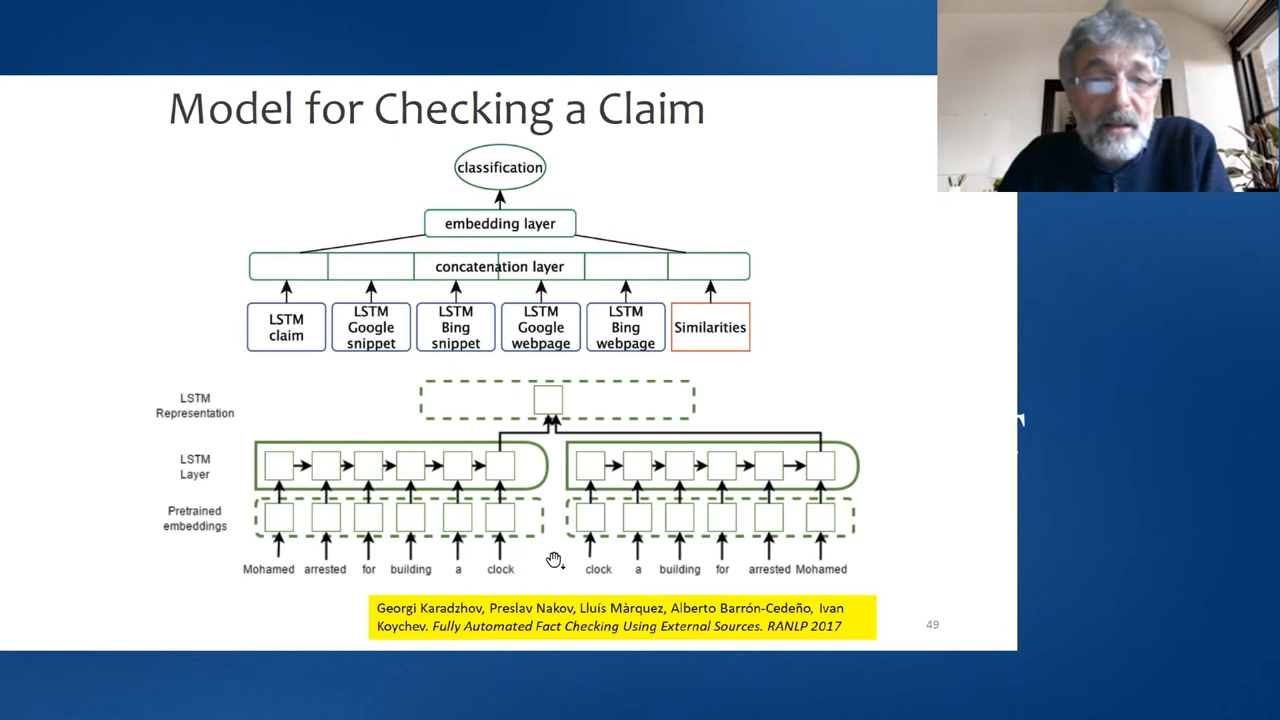 Model for Checking a Claim
classification
embedding layer
concatenation layer
LSTM
claim
LSTM
Google
snippet
LSTM
Bing
snippet
LSTM
Google
webpage
LSTM
Bing
webpage
Similarities
LSTM
Representation
LSTM
Layer
Pretrained
embeddings
Mohamed arrested for building a clock
clock a building for arrested Mohamed
Georgi Karadzhov, Preslav Nakov, Lluís Màrquez, Alberto Barrón-Cedeño, Ivan
Koychev. Fully Automated Fact Checking Using External Sources. RANLP 2017
49